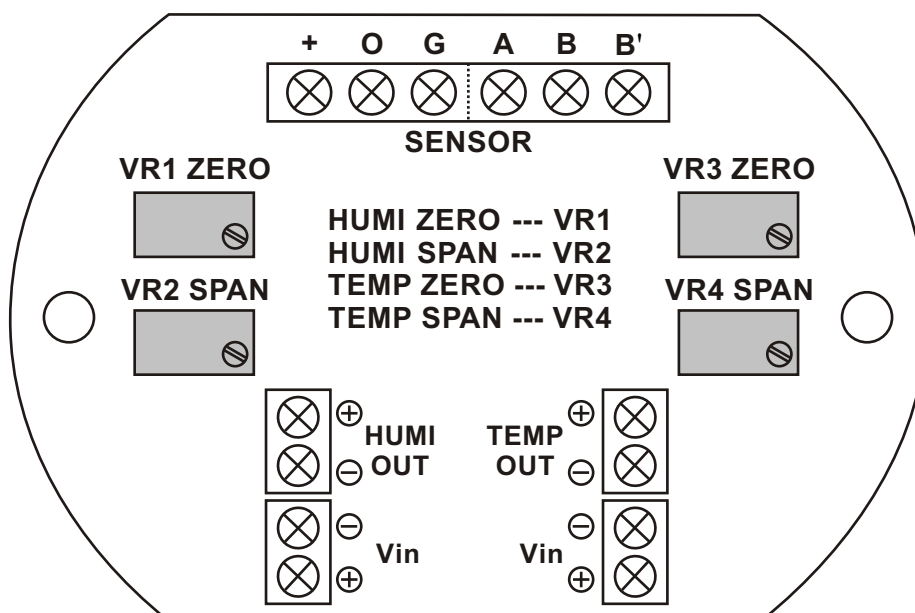 + O G A B B'
SENSOR
VR1 ZERO
VR3 ZERO
HUMI ZERO --- VR1
HUMI SPAN --- VR2
TEMP ZERO --- VR3
TEMP SPAN --- VR4
VR2 SPAN
VR4 SPAN
+
HUMI
OUT
−
+
TEMP
OUT
−
−
Vin
+
−
Vin
+